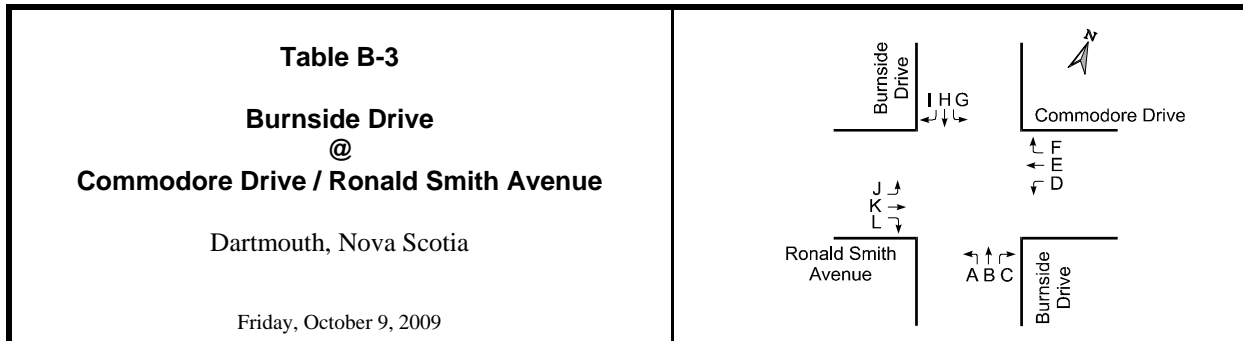 Table B-3
Burnside Drive
@
Commodore Drive / Ronald Smith Avenue
Dartmouth, Nova Scotia
Friday, October 9, 2009
N
Burnside
Drive
I H G
Commodore Drive
F
E
D
J
K
L
Ronald Smith
Avenue
A B C
Burnside
Drive